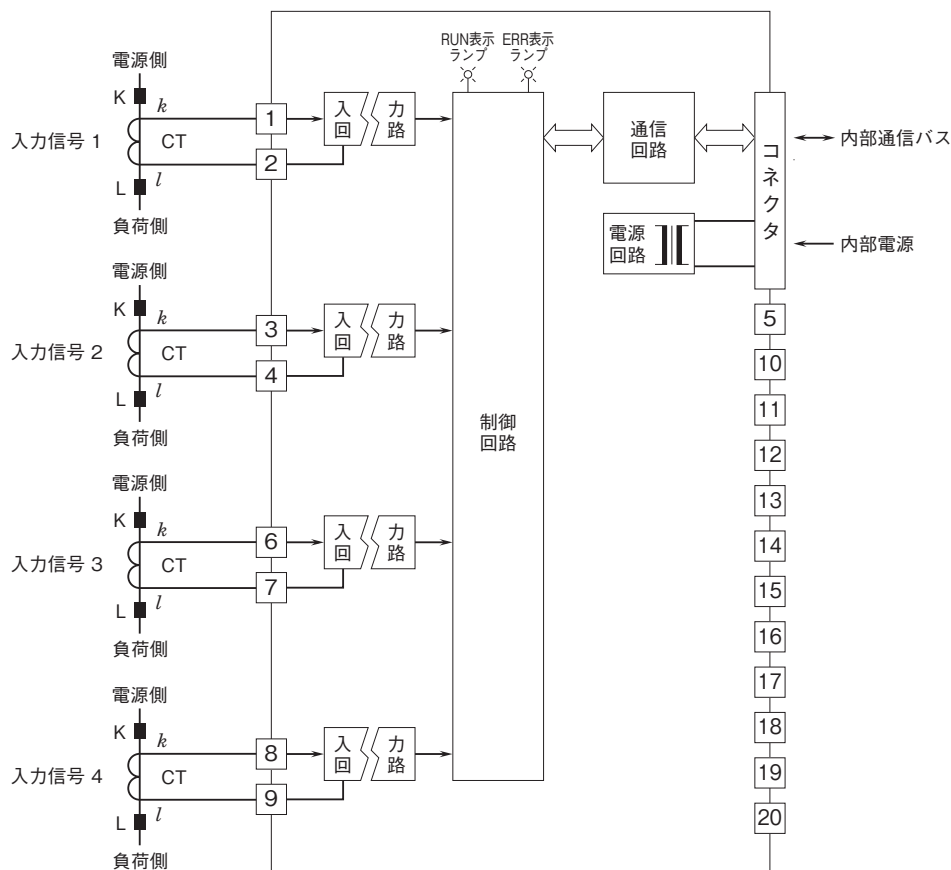 RUN表示
ランプ
ERR表示
ランプ
電源側
K
k
入力信号 1
CT
L
l
負荷側
1
2
入
回
力
路
通信
回路
コネクタ
内部通信バス
電源
回路
内部電源
電源側
K
k
入力信号 2
CT
L
l
負荷側
3
4
入
回
力
路
制御
回路
電源側
K
k
入力信号 3
CT
L
l
負荷側
6
7
入
回
力
路
電源側
K
k
入力信号 4
CT
L
l
負荷側
8
9
入
回
力
路
5
10
11
12
13
14
15
16
17
18
19
20